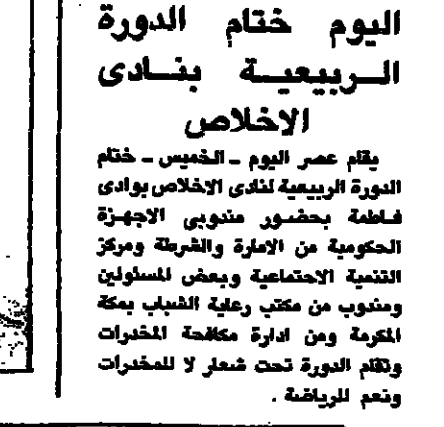 اليوم ختام الدورة
الربيعية بنادى
الاخلاص
يقام عصر اليوم - الخميس - ختام
الدورة الربيعية لنادى الاخلاص بوادى
فاطمة بحضور مندوبى الاجهزة
الحكومية من الامارة والشرطة ومركز
التنمية الاجتماعية وبعض المسئولين
ومندوب من مكتب رعاية الشباب بمكة
المكرمة ومن ادارة مكافحة المخدرات
وتقام الدورة تحت شعار لا للمخدرات
ونعم للرياضة .